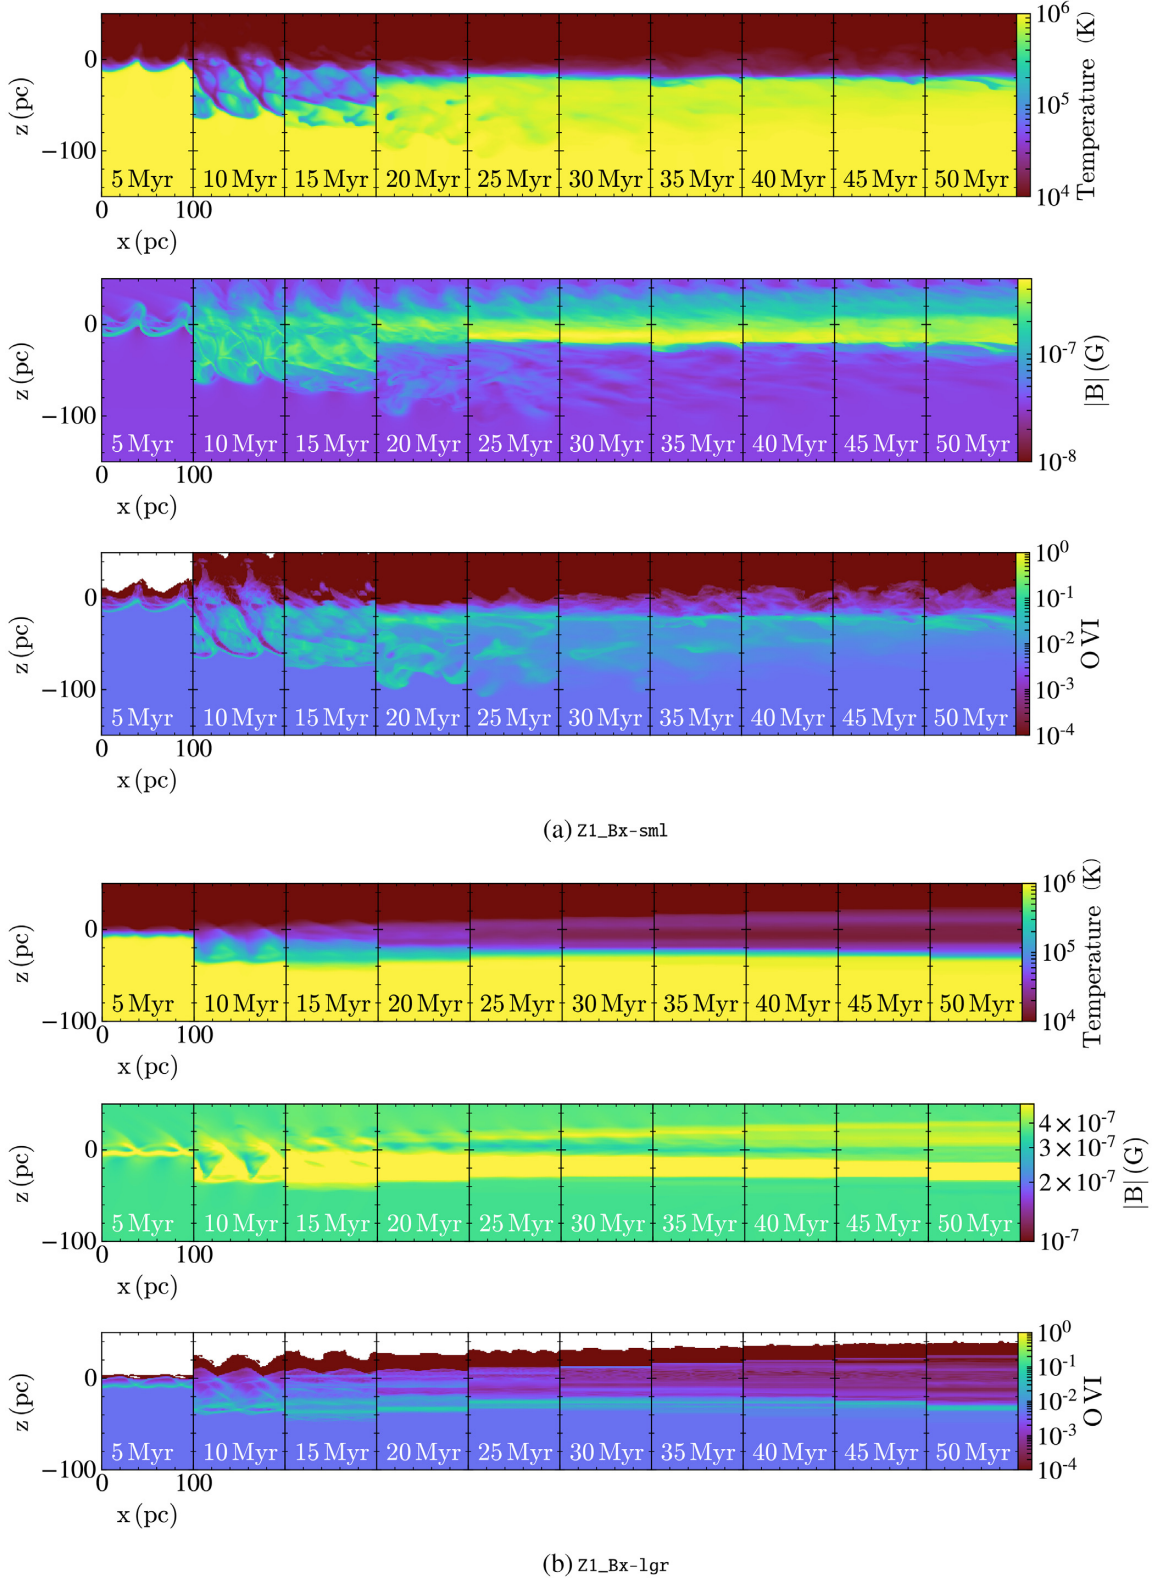 0
−100
z (pc)
5 Myr 10 Myr 15 Myr 20 Myr 25 Myr 30 Myr 35 Myr 40 Myr 45 Myr 50 Myr
0 100
x (pc)
10^6
10^5
10^4
Temperature (K)
0
−100
z (pc)
5 Myr 10 Myr 15 Myr 20 Myr 25 Myr 30 Myr 35 Myr 40 Myr 45 Myr 50 Myr
0 100
x (pc)
10^-7
10^-8
|B| (G)
0
−100
z (pc)
5 Myr 10 Myr 15 Myr 20 Myr 25 Myr 30 Myr 35 Myr 40 Myr 45 Myr 50 Myr
0 100
x (pc)
10^0
10^-1
10^-2
10^-3
10^-4
O VI
(a) Z1_Bx-sml
0
−100
z (pc)
5 Myr 10 Myr 15 Myr 20 Myr 25 Myr 30 Myr 35 Myr 40 Myr 45 Myr 50 Myr
0 100
x (pc)
10^6
10^5
10^4
Temperature (K)
0
−100
z (pc)
5 Myr 10 Myr 15 Myr 20 Myr 25 Myr 30 Myr 35 Myr 40 Myr 45 Myr 50 Myr
0 100
x (pc)
4×10^-7
3×10^-7
2×10^-7
10^-7
|B| (G)
0
−100
z (pc)
5 Myr 10 Myr 15 Myr 20 Myr 25 Myr 30 Myr 35 Myr 40 Myr 45 Myr 50 Myr
0 100
x (pc)
10^0
10^-1
10^-2
10^-3
10^-4
O VI
(b) Z1_Bx-lgr